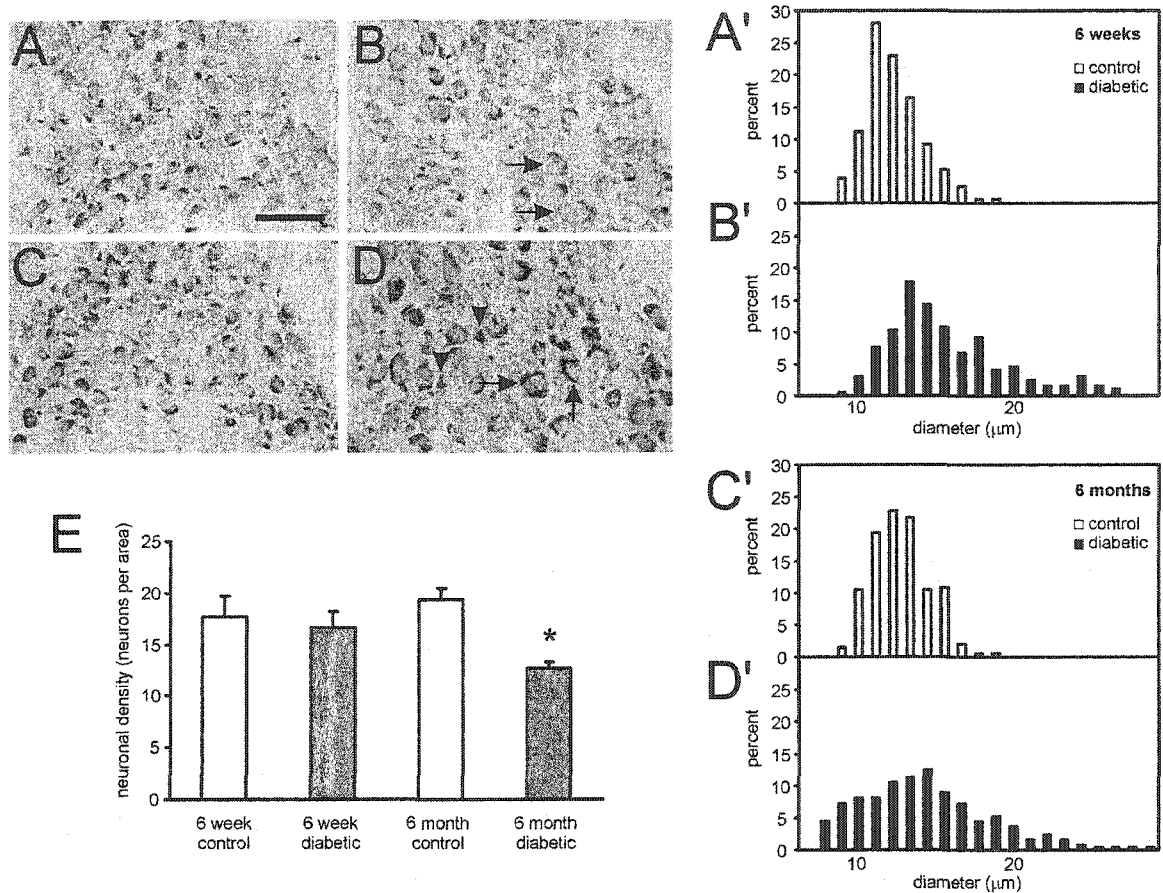 A
B
C
D
A'
30
25
20
15
10
5
0
percent
6 weeks
control
diabetic
B'
25
20
15
10
5
0
percent
10
20
diameter (μm)
C'
30
25
20
15
10
5
0
percent
6 months
control
diabetic
D'
25
20
15
10
5
0
percent
10
20
diameter (μm)
E
neuronal density (neurons per area)
25
20
15
10
5
0
*
6 week
control
6 week
diabetic
6 month
control
6 month
diabetic